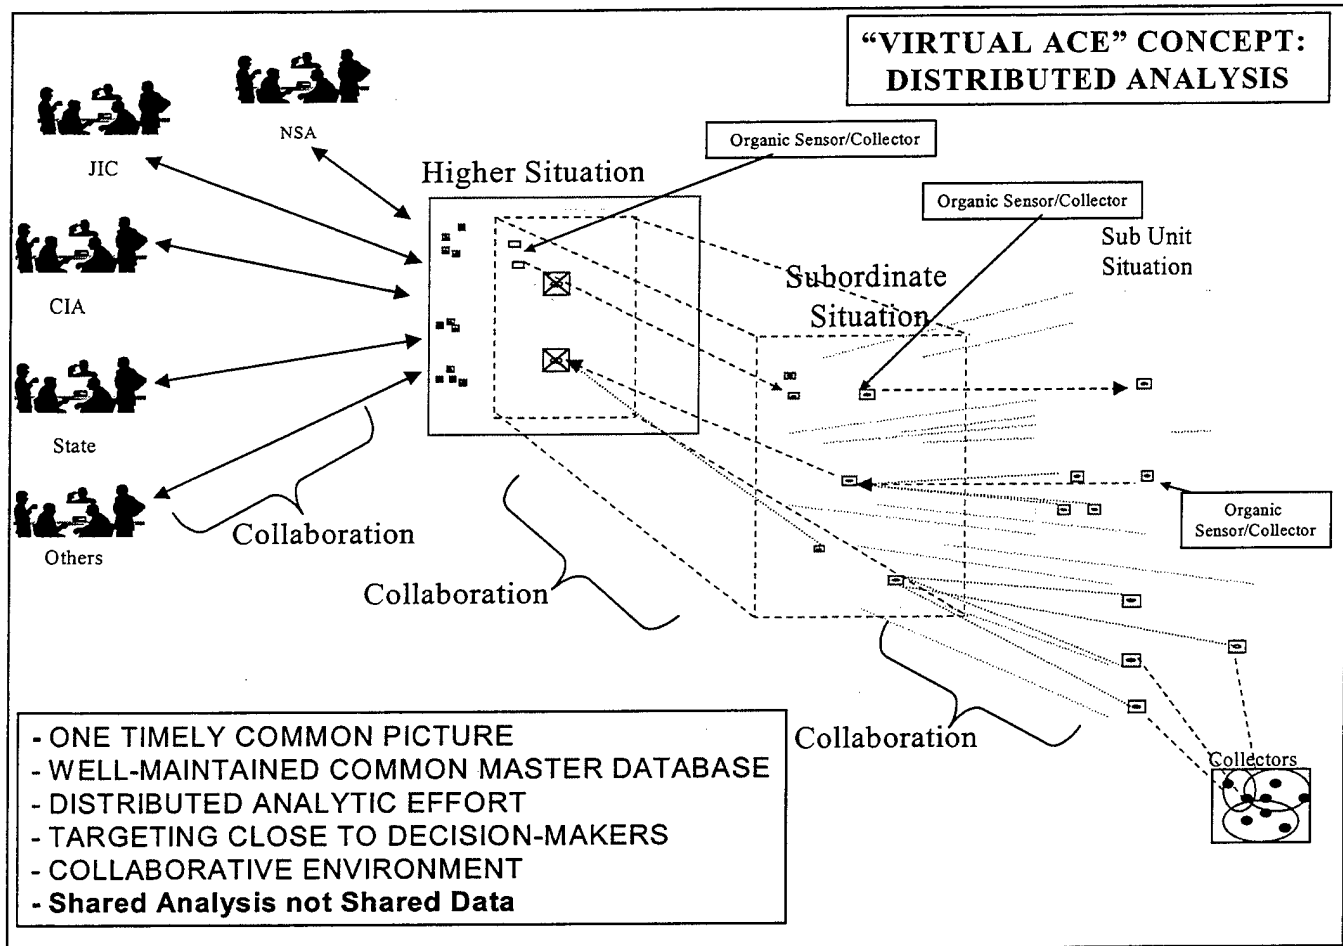 “VIRTUAL ACE” CONCEPT:
DISTRIBUTED ANALYSIS
NSA
JIC
CIA
State
Others
Organic Sensor/Collector
Higher Situation
Organic Sensor/Collector
Sub Unit
Situation
Subordinate
Situation
Organic
Sensor/Collector
Collaboration
Collaboration
Collaboration
Collectors
- ONE TIMELY COMMON PICTURE
- WELL-MAINTAINED COMMON MASTER DATABASE
- DISTRIBUTED ANALYTIC EFFORT
- TARGETING CLOSE TO DECISION-MAKERS
- COLLABORATIVE ENVIRONMENT
- Shared Analysis not Shared Data